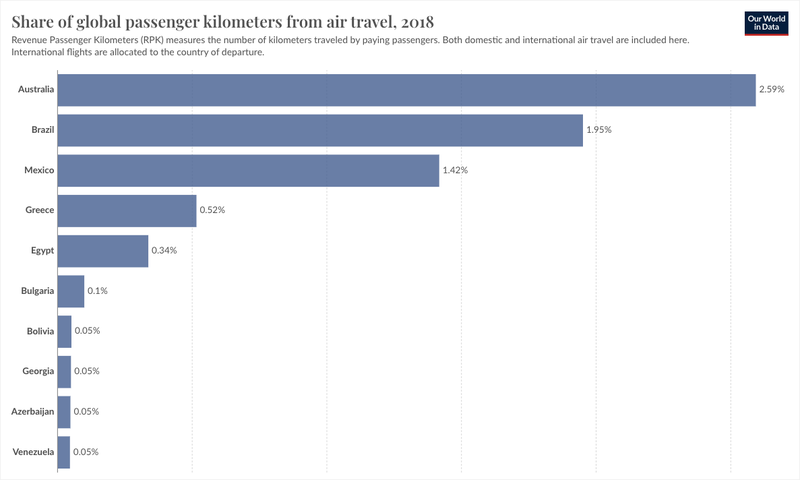 Share of global passenger kilometers from air travel, 2018
Our World
in Data
Revenue Passenger Kilometers (RPK) measures the number of kilometers traveled by paying passengers. Both domestic and international air travel are included here.
International flights are allocated to the country of departure.
Australia 2.59%
Brazil 1.95%
Mexico 1.42%
Greece 0.52%
Egypt 0.34%
Bulgaria 0.1%
Bolivia 0.05%
Georgia 0.05%
Azerbaijan 0.05%
Venezuela 0.05%